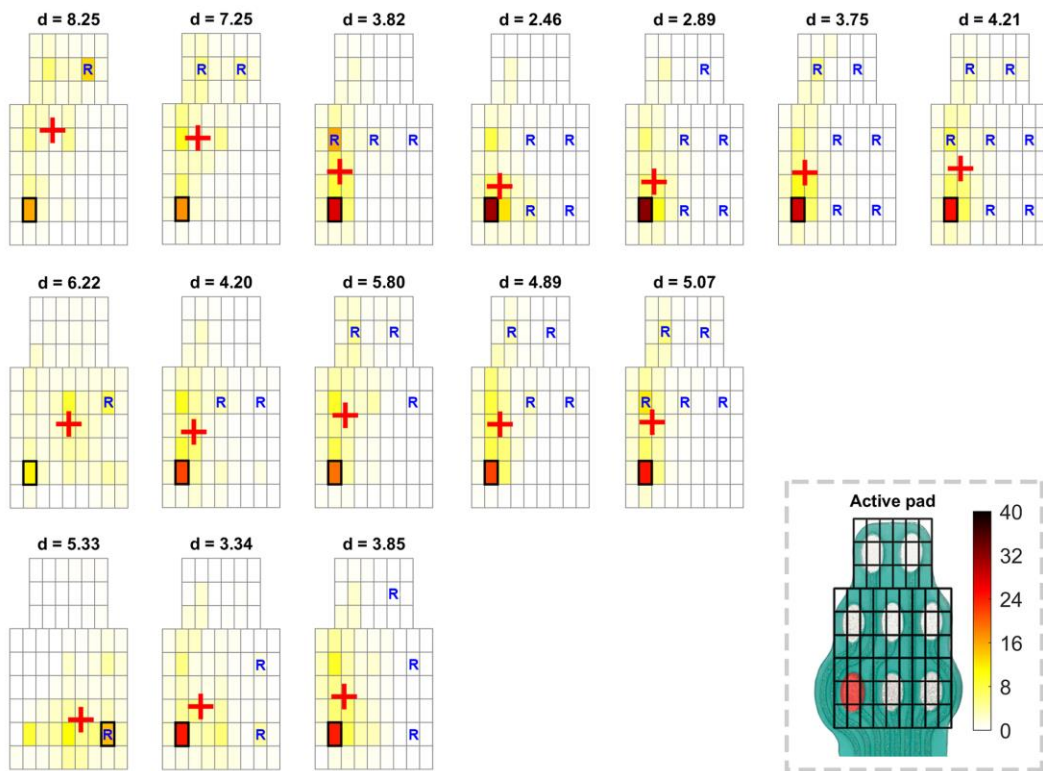 d = 8.25 d = 7.25 d = 3.82 d = 2.46 d = 2.89 d = 3.75 d = 4.21
R R R R R R R R R
R R R R R R R R R R R R R R R
R R R R R R R R
d = 6.22 d = 4.20 d = 5.80 d = 4.89 d = 5.07
R R R R R R
R R R R R R R R R
d = 5.33 d = 3.34 d = 3.85
R
R R
R R
Active pad
40
32
24
16
8
0